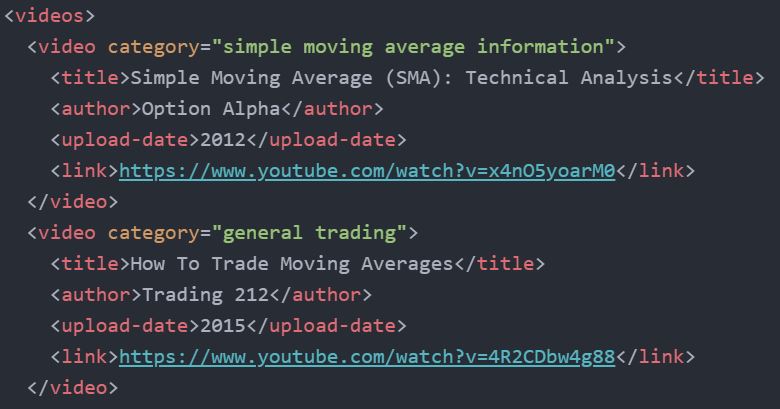 <videos>
<video category="simple moving average information">
<title>Simple Moving Average (SMA): Technical Analysis</title>
<author>Option Alpha</author>
<upload-date>2012</upload-date>
<link>https://www.youtube.com/watch?v=x4nO5yoarM0</link>
</video>
<video category="general trading">
<title>How To Trade Moving Averages</title>
<author>Trading 212</author>
<upload-date>2015</upload-date>
<link>https://www.youtube.com/watch?v=4R2CDbw4g88</link>
</video>